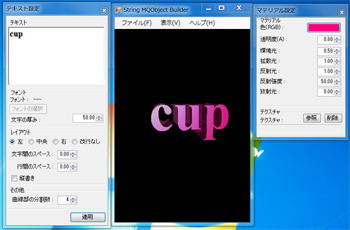 テキスト設定
テキスト
cup
フォント
フォント： ----
フォントの選択
文字の厚み： 50.00
レイアウト
左 中央 右 改行なし
文字間のスペース： 0.00
行間のスペース： 0.00
縦書き
その他
曲線部の分割数： 4
適用
String MQObject Builder
ファイル(F) 表示(V) ヘルプ(H)
cup
マテリアル設定
マテリアル
色(RGB)：
透明度(A)： 0.00
環境光： 0.50
拡散光： 1.00
反射光： 1.00
反射強度： 50.00
放射光： 0.00
テクスチャ
テクスチャ： 参照 削除